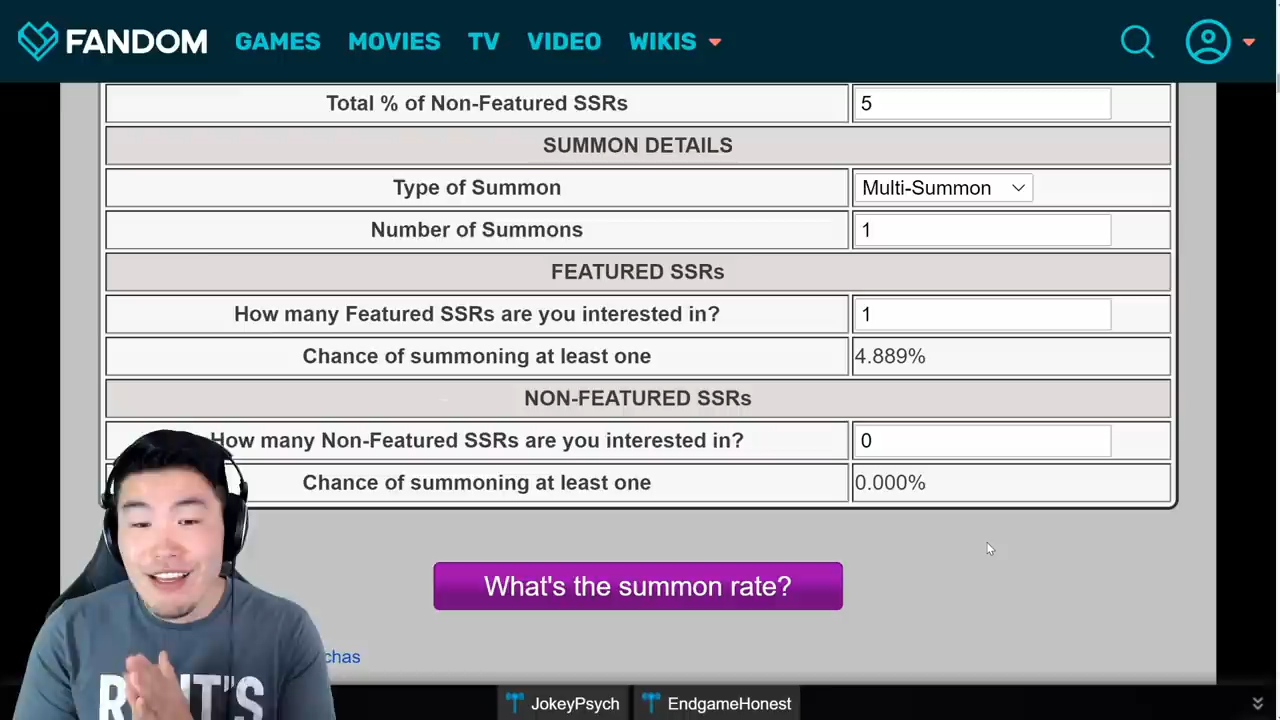 FANDOM GAMES MOVIES TV VIDEO WIKIS
Total % of Non-Featured SSRs 5
SUMMON DETAILS
Type of Summon Multi-Summon
Number of Summons 1
FEATURED SSRs
How many Featured SSRs are you interested in? 1
Chance of summoning at least one 4.889%
NON-FEATURED SSRs
How many Non-Featured SSRs are you interested in? 0
Chance of summoning at least one 0.000%
What's the summon rate?
chas
JokeyPsych EndgameHonest